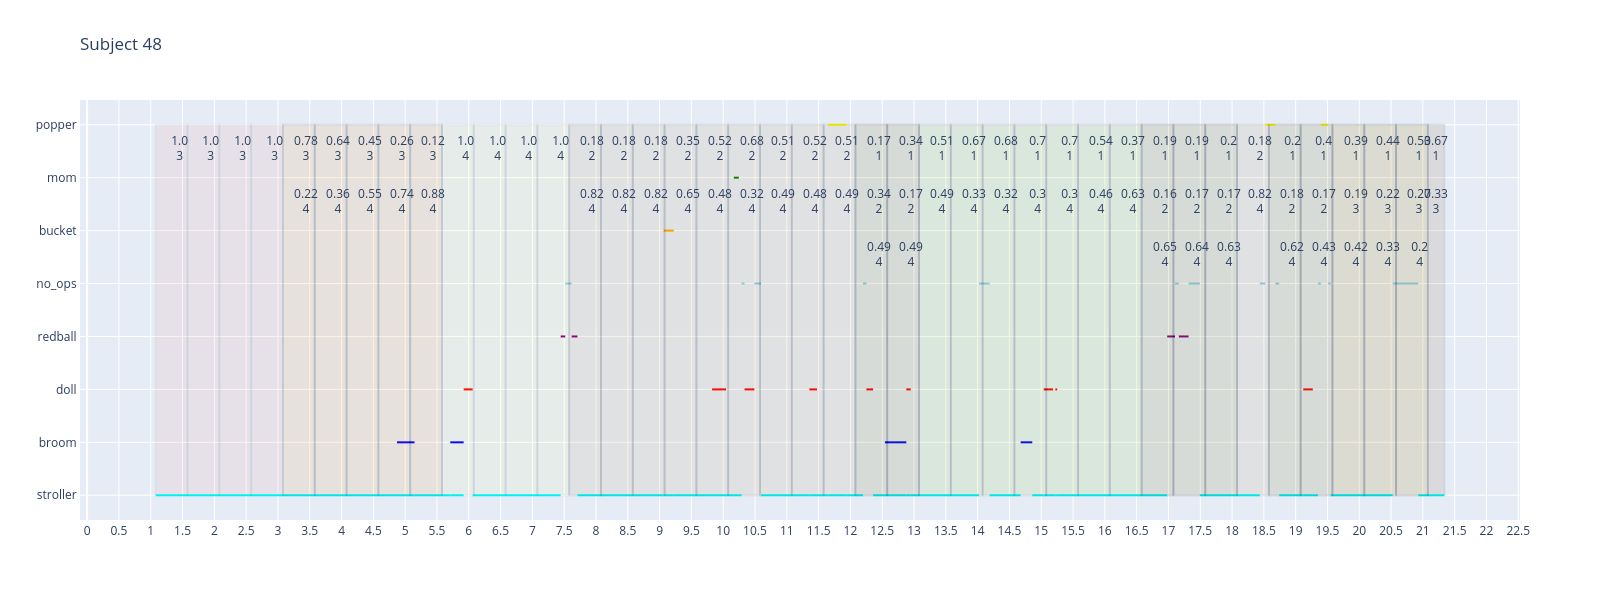 Subject 48
popper
1.0 1.0 1.0 1.0 0.78 0.64 0.45 0.26 0.12 1.0 1.0 1.0 1.0 0.18 0.18 0.18 0.35 0.52 0.68 0.51 0.52 0.51 0.17 0.34 0.51 0.67 0.68 0.7 0.7 0.54 0.37 0.19 0.19 0.2 0.18 0.2 0.4 0.39 0.44 0.53 0.67
3 3 3 3 3 3 3 3 3 4 4 4 4 2 2 2 2 2 2 2 2 2 1 1 1 1 1 1 1 1 1 1 1 1 2 1 1 1 1 1 1
mom
0.22 0.36 0.55 0.74 0.88 0.82 0.82 0.82 0.65 0.48 0.32 0.49 0.48 0.49 0.34 0.17 0.49 0.33 0.32 0.3 0.3 0.46 0.63 0.16 0.17 0.17 0.82 0.18 0.17 0.19 0.22 0.27 0.33
4 4 4 4 4 4 4 4 4 4 4 4 4 4 2 2 4 4 4 4 4 4 4 2 2 2 4 2 2 3 3 3 3
bucket
0.49 0.49 0.65 0.64 0.63 0.62 0.43 0.42 0.33 0.2
4 4 4 4 4 4 4 4 4 4
no_ops
redball
doll
broom
stroller
0 0.5 1 1.5 2 2.5 3 3.5 4 4.5 5 5.5 6 6.5 7 7.5 8 8.5 9 9.5 10 10.5 11 11.5 12 12.5 13 13.5 14 14.5 15 15.5 16 16.5 17 17.5 18 18.5 19 19.5 20 20.5 21 21.5 22 22.5